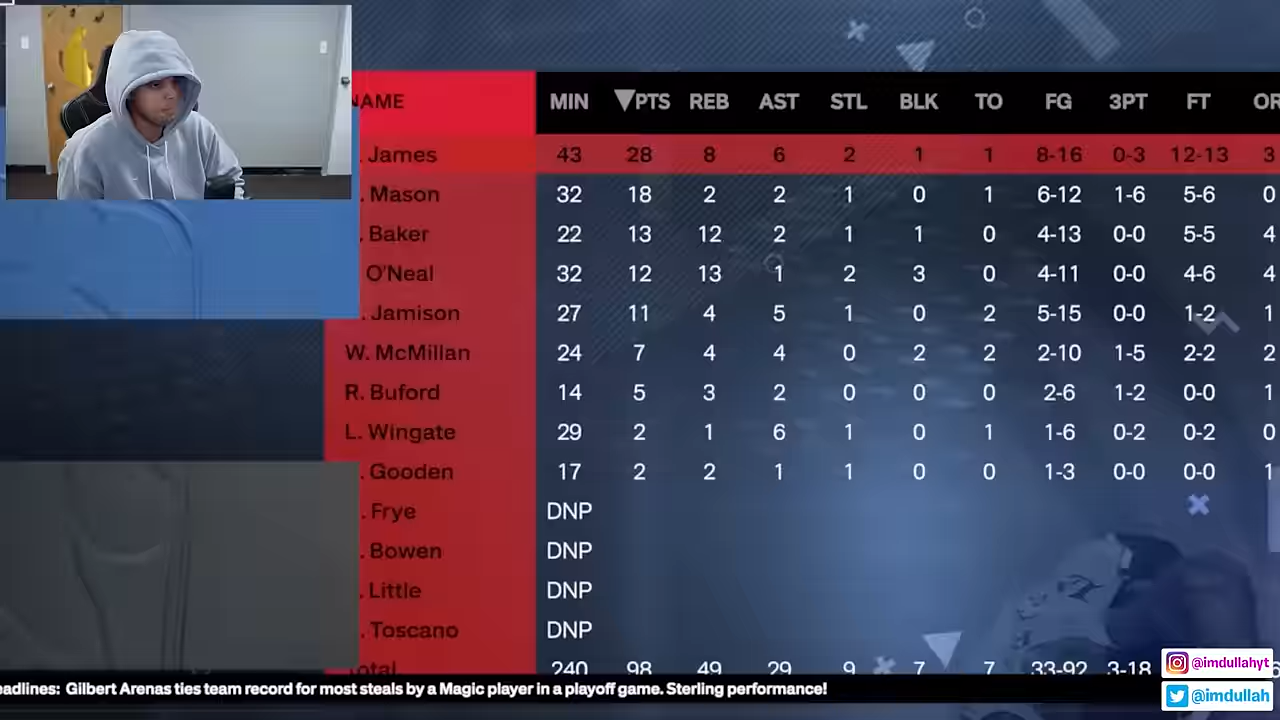 NAME MIN ▼PTS REB AST STL BLK TO FG 3PT FT OR
. James 43 28 8 6 2 1 1 8-16 0-3 12-13 3
. Mason 32 18 2 2 1 0 1 6-12 1-6 5-6 0
. Baker 22 13 12 2 1 1 0 4-13 0-0 5-5 4
O'Neal 32 12 13 1 2 3 0 4-11 0-0 4-6 4
. Jamison 27 11 4 5 1 0 2 5-15 0-0 1-2 1
W. McMillan 24 7 4 4 0 2 2 2-10 1-5 2-2 2
R. Buford 14 5 3 2 0 0 0 2-6 1-2 0-0 1
L. Wingate 29 2 1 6 1 0 1 1-6 0-2 0-2 0
. Gooden 17 2 2 1 1 0 0 1-3 0-0 0-0 1
. Frye DNP
. Bowen DNP
. Little DNP
. Toscano DNP
total 240 98 49 29 9 7 7 33-92 3-18
@imdullahyt
eadlines: Gilbert Arenas ties team record for most steals by a Magic player in a playoff game. Sterling performance!
@imdullah